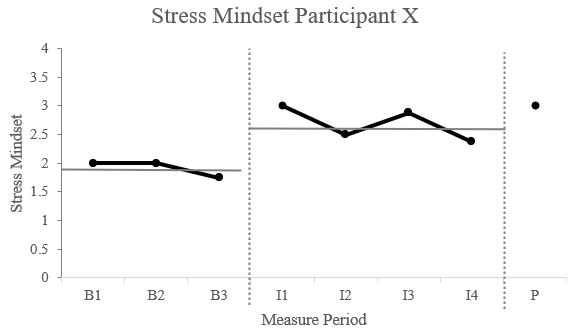 Stress Mindset Participant X
4
3.5
3
2.5
2
1.5
1
0.5
0
Stress Mindset
B1 B2 B3 I1 I2 I3 I4 P
Measure Period